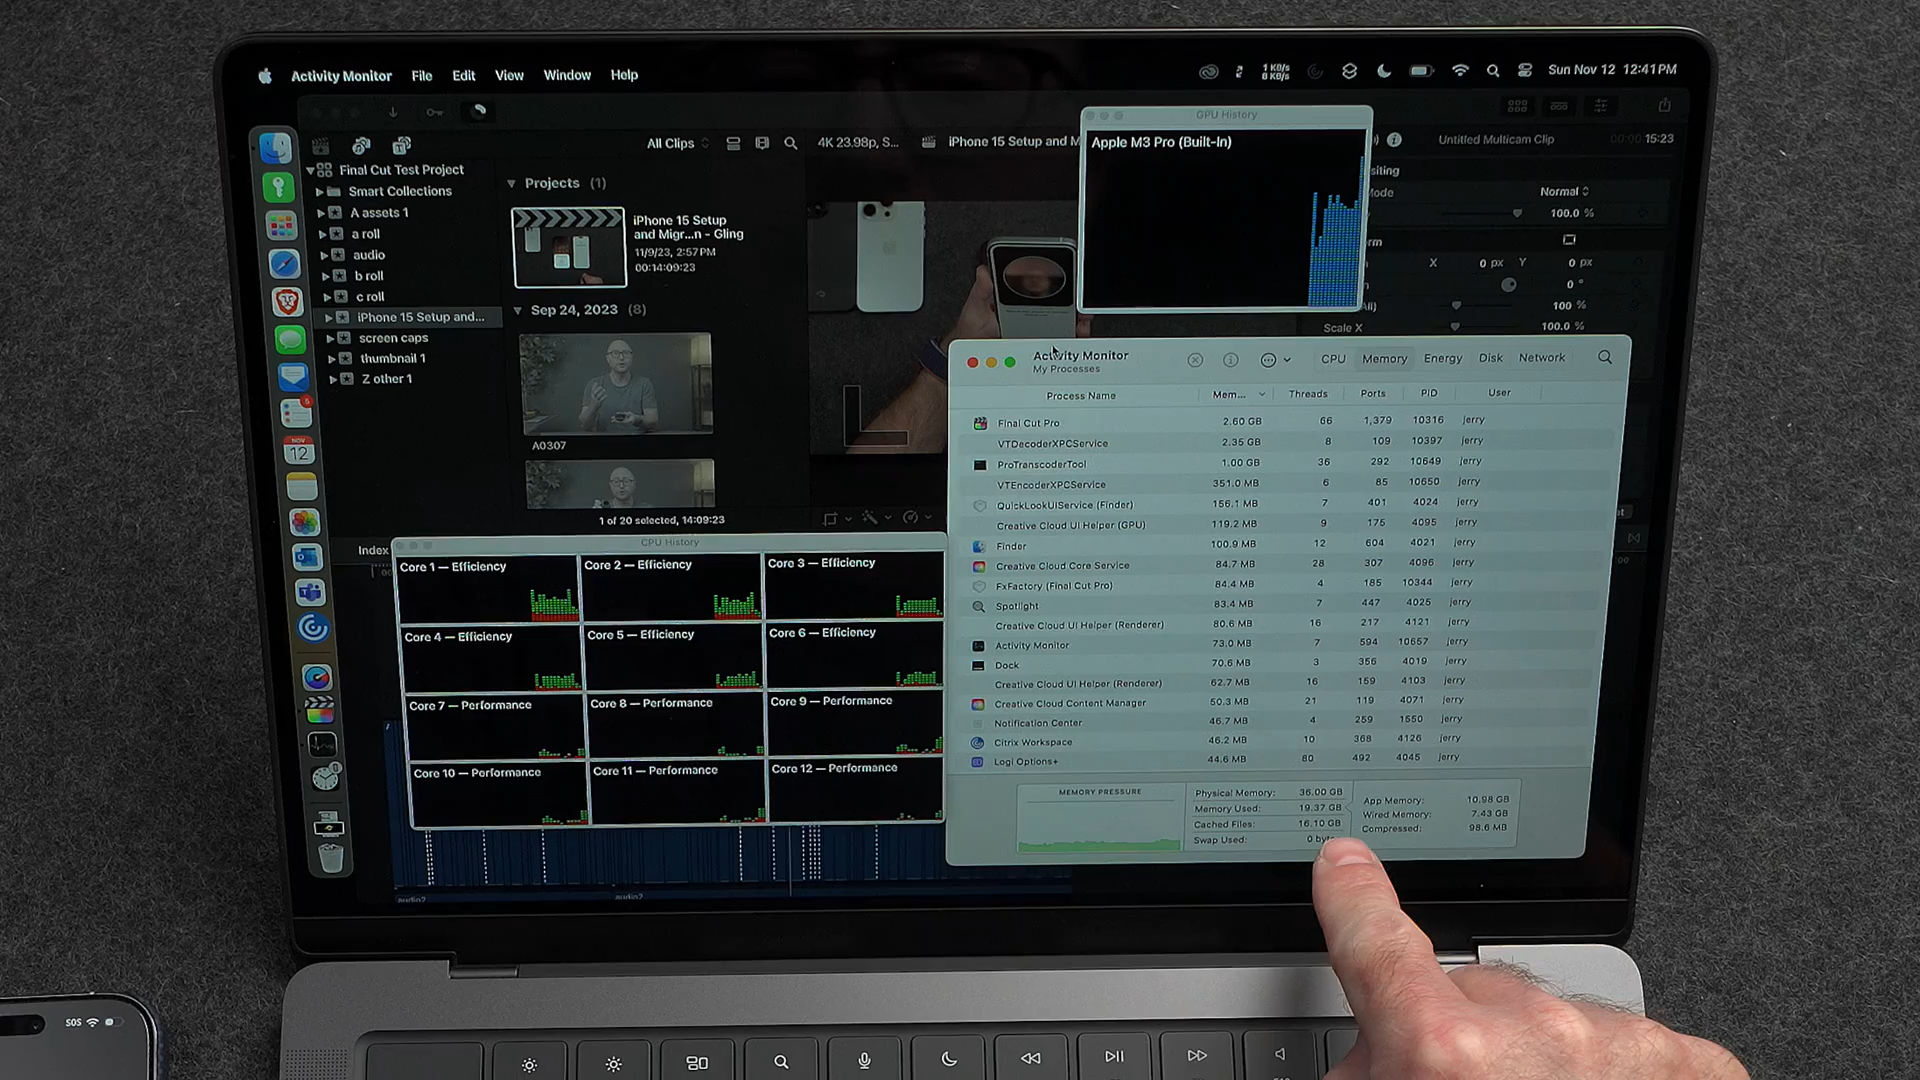 Activity Monitor File Edit View Window Help
1 KB/s
0 KB/s
Sun Nov 12 12:41 PM
All Clips
4K 23.98p, S...
iPhone 15 Setup and M
Untitled Multicam Clip
15:23
Final Cut Test Project
Smart Collections
A assets 1
a roll
audio
b roll
c roll
iPhone 15 Setup and...
screen caps
thumbnail 1
Z other 1
Projects (1)
iPhone 15 Setup
and Migr...n - Gling
11/9/23, 2:57 PM
00:14:09:23
Sep 24, 2023 (8)
A0307
1 of 20 selected, 14:09:23
GPU History
Apple M3 Pro (Built-In)
siting
Mode
Normal
100.0 %
orm
X 0 px Y 0 px
0 °
100 %
Scale X
100.0 %
NOV
12
Index
CPU History
Core 1 — Efficiency
Core 2 — Efficiency
Core 3 — Efficiency
Core 4 — Efficiency
Core 5 — Efficiency
Core 6 — Efficiency
Core 7 — Performance
Core 8 — Performance
Core 9 — Performance
Core 10 — Performance
Core 11 — Performance
Core 12 — Performance
audio2
audio2
Activity Monitor
My Processes
CPU Memory Energy Disk Network
Process Name Mem... Threads Ports PID User
Final Cut Pro 2.60 GB 66 1,379 10316 jerry
VTDecoderXPCService 2.35 GB 8 109 10397 jerry
ProTranscoderTool 1.00 GB 36 292 10649 jerry
VTEncoderXPCService 351.0 MB 6 85 10650 jerry
QuickLookUIService (Finder) 156.1 MB 7 401 4024 jerry
Creative Cloud UI Helper (GPU) 119.2 MB 9 175 4095 jerry
Finder 100.9 MB 12 604 4021 jerry
Creative Cloud Core Service 84.7 MB 28 307 4096 jerry
FxFactory (Final Cut Pro) 84.4 MB 4 185 10344 jerry
Spotlight 83.4 MB 7 447 4025 jerry
Creative Cloud UI Helper (Renderer) 80.6 MB 16 217 4121 jerry
Activity Monitor 73.0 MB 7 594 10657 jerry
Dock 70.6 MB 3 356 4019 jerry
Creative Cloud UI Helper (Renderer) 62.7 MB 16 159 4103 jerry
Creative Cloud Content Manager 50.3 MB 21 119 4071 jerry
Notification Center 46.7 MB 4 259 1550 jerry
Citrix Workspace 46.2 MB 10 368 4126 jerry
Logi Options+ 44.6 MB 80 492 4045 jerry
MEMORY PRESSURE
Physical Memory: 36.00 GB
Memory Used: 19.37 GB
Cached Files: 16.10 GB
Swap Used: 0 byte
App Memory: 10.98 GB
Wired Memory: 7.43 GB
Compressed: 98.6 MB
SOS